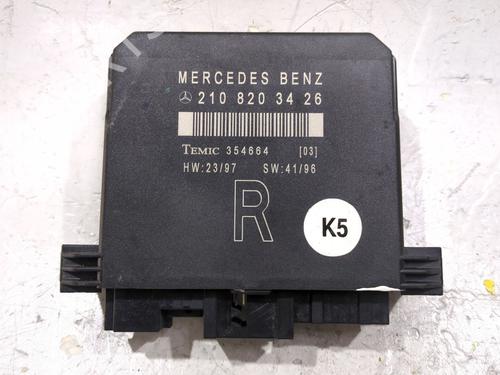 MERCEDES BENZ
210 820 34 26
TEMIC 354664 [03]
HW:23/97 SW:41/96
R
K5